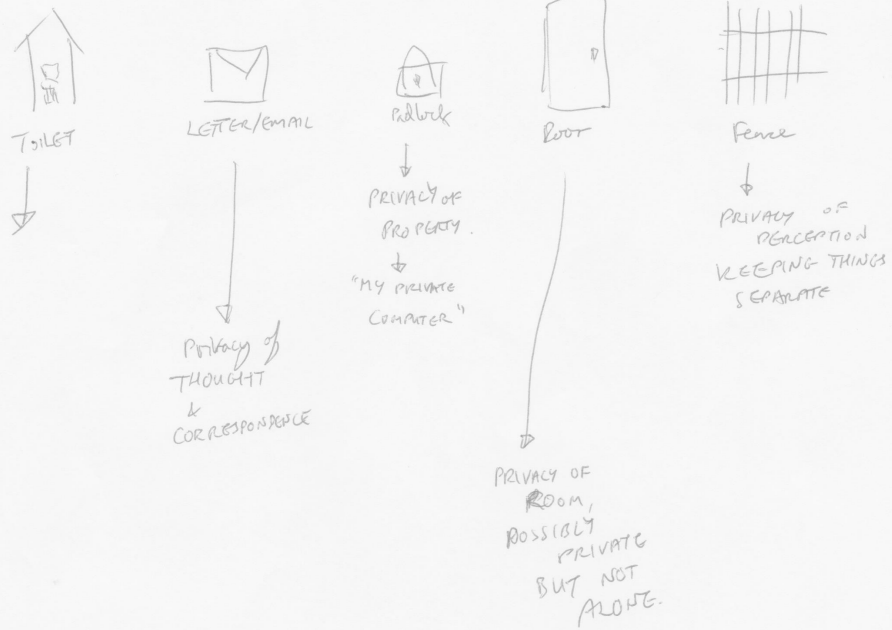 TOILET
LETTER/EMAIL
Padlock
Door
Fence
PRIVACY OF
PROPERTY.
"MY PRIVATE
COMPUTER"
PRIVACY OF
PERCEPTION
KEEPING THINGS
SEPARATE
Privacy of
THOUGHT
&
CORRESPONDENCE
PRIVACY OF
ROOM,
POSSIBLY
PRIVATE
BUT NOT
ALONE.